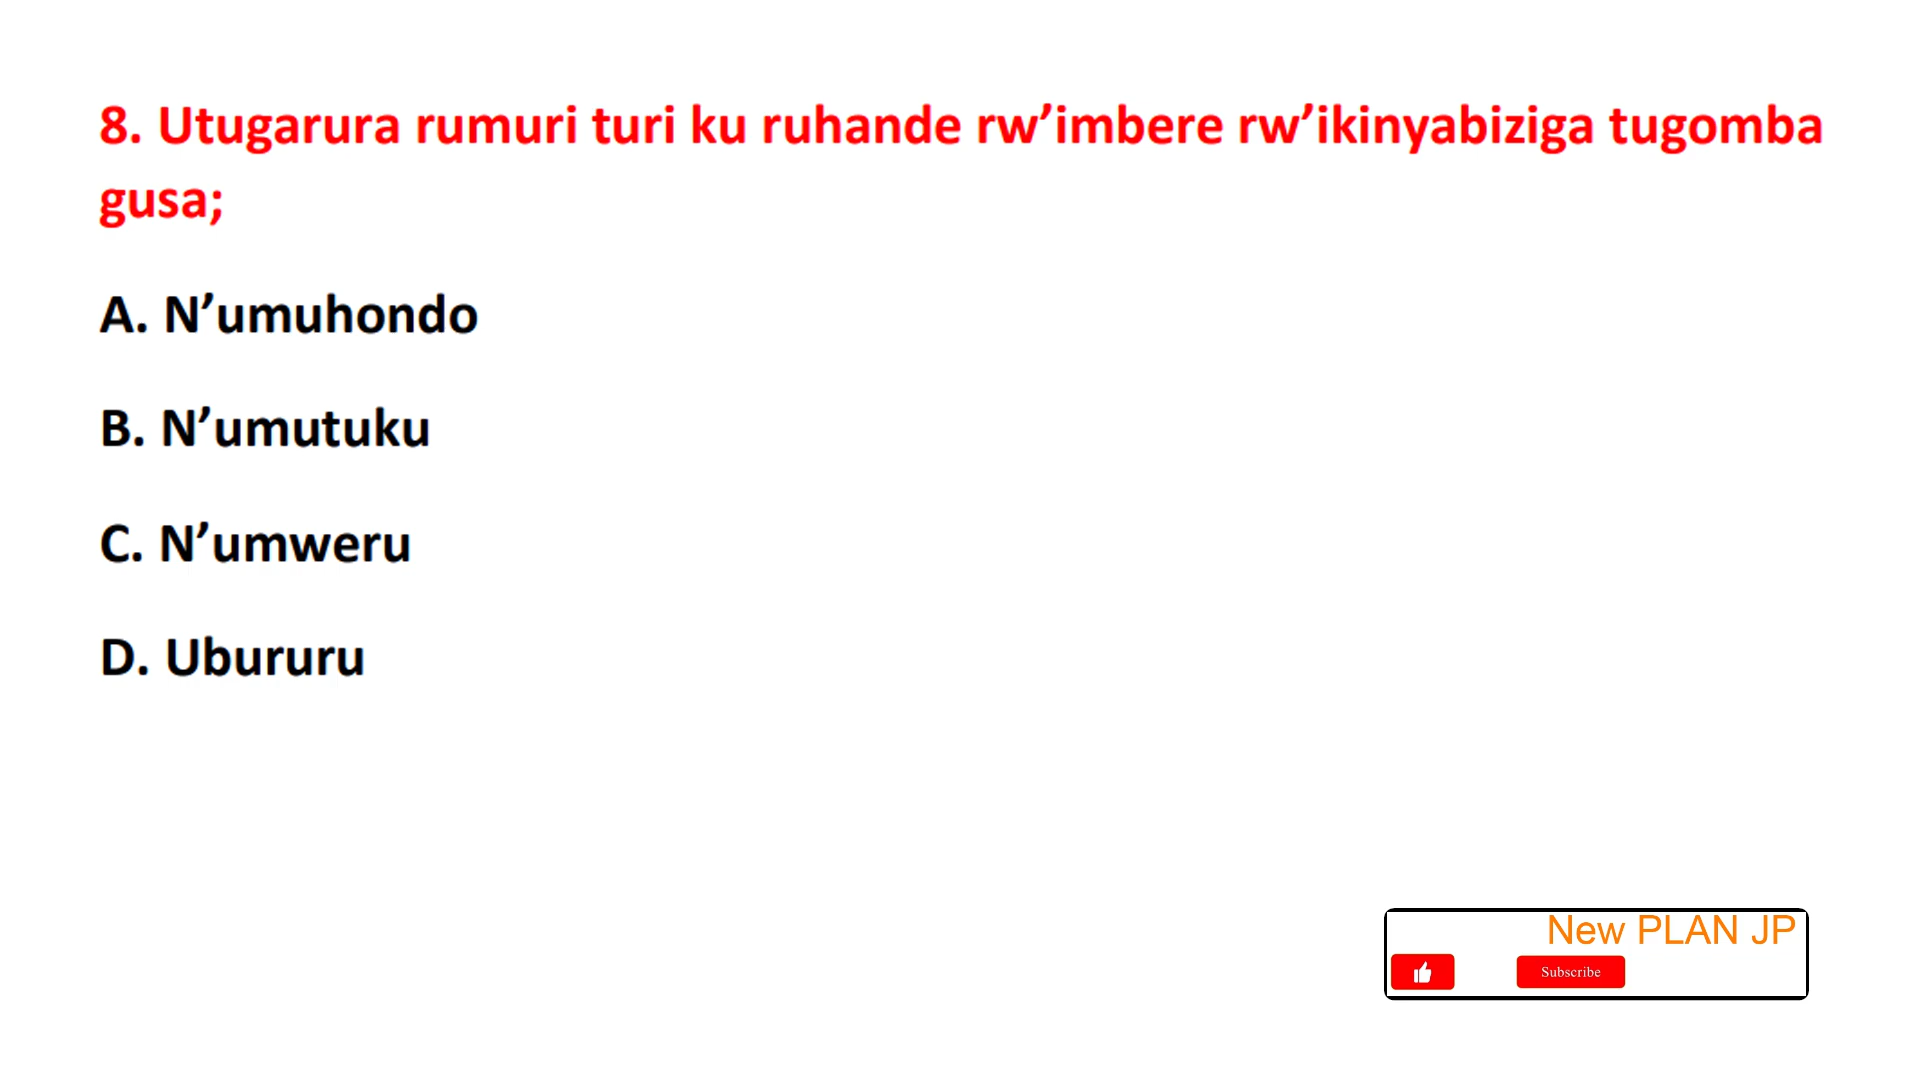 8. Utugarura rumuri turi ku ruhande rw’imbere rw’ikinyabiziga tugomba
gusa;
A. N’umuhondo
B. N’umutuku
C. N’umweru
D. Ubururu
New PLAN JP
Subscribe